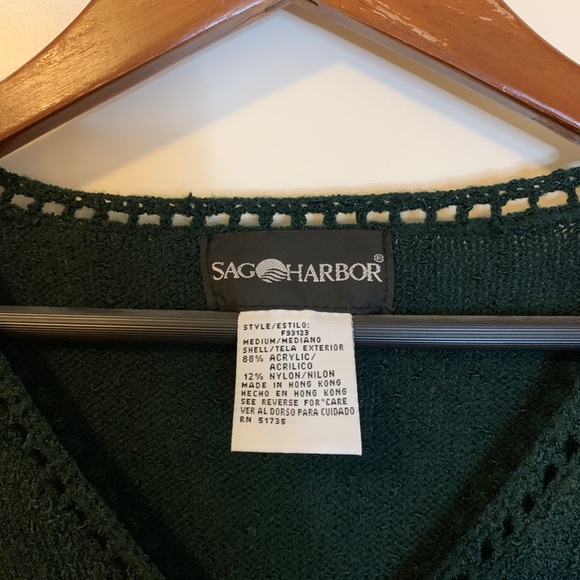 SAG HARBOR®
STYLE/ESTILO:
F93123
MEDIUM/MEDIANO
SHELL/TELA EXTERIOR
88% ACRYLIC/
ACRILICO
12% NYLON/NILON
MADE IN HONG KONG
HECHO EN HONG KONG
SEE REVERSE FOR"CARE
VER AL DORSO PARA CUIDADO
RN 51735